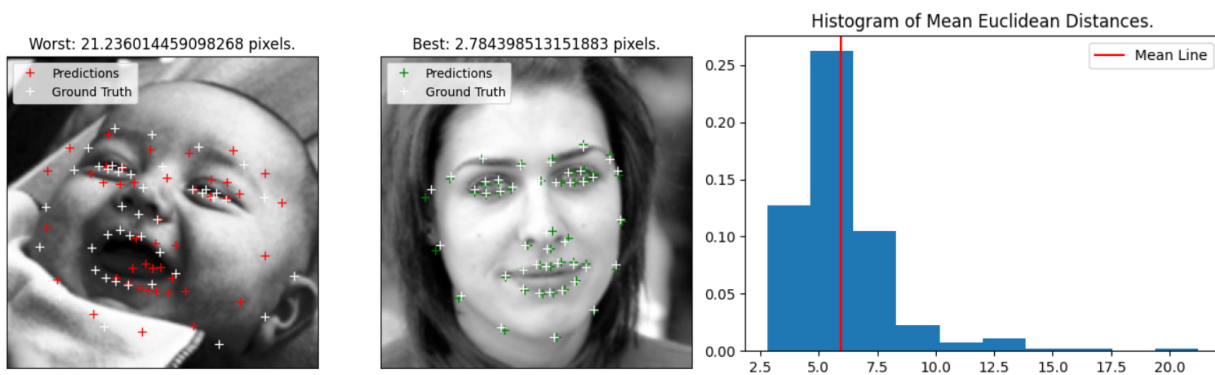 Worst: 21.236014459098268 pixels.
Predictions
Ground Truth
Best: 2.784398513151883 pixels.
Predictions
Ground Truth
Histogram of Mean Euclidean Distances.
Mean Line
0.25
0.20
0.15
0.10
0.05
0.00
2.5 5.0 7.5 10.0 12.5 15.0 17.5 20.0